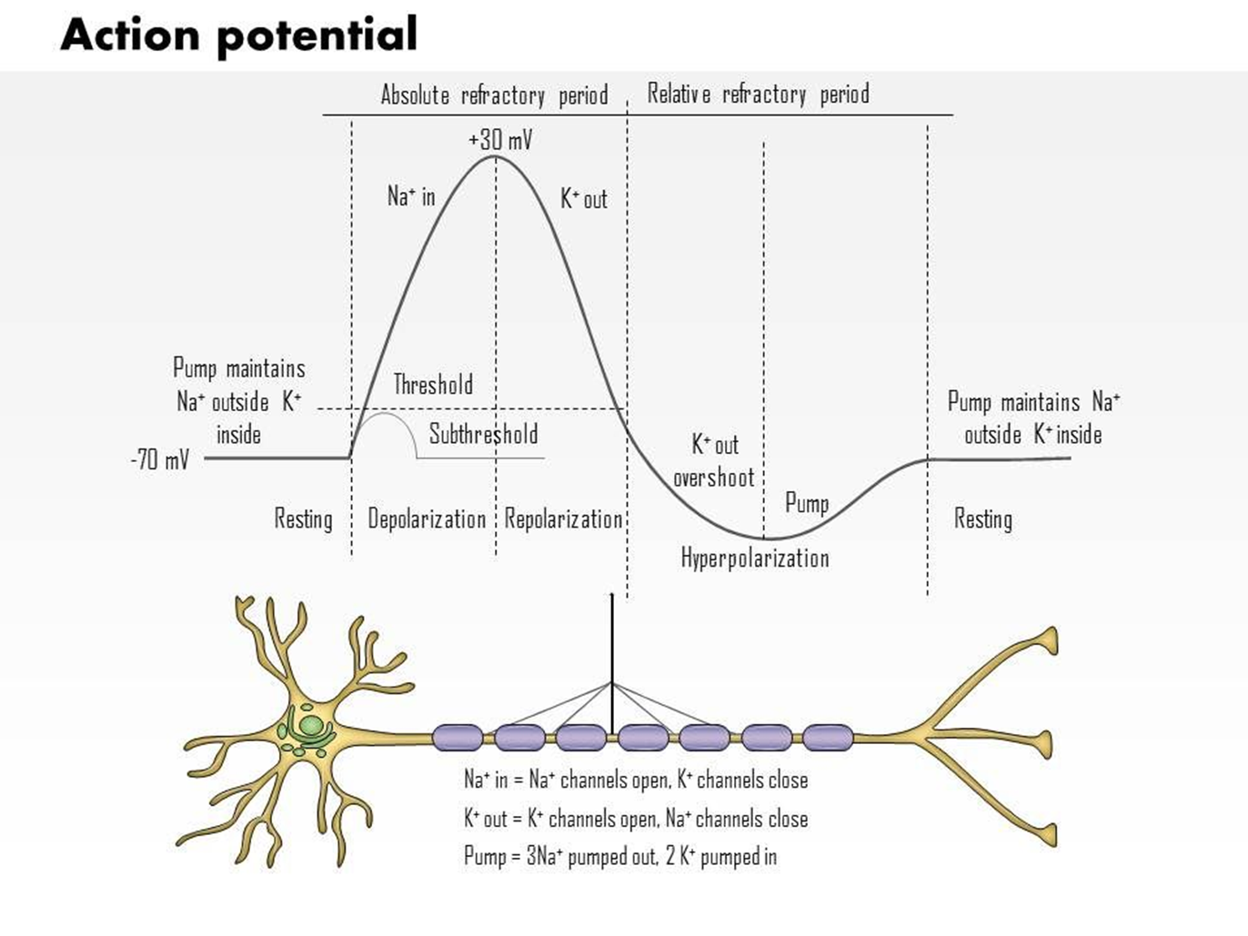 Action potential
Absolute refractory period
Relative refractory period
+30 mV
Na⁺ in
K⁺ out
Pump maintains
Na⁺ outside K⁺
inside
Threshold
Subthreshold
-70 mV
K⁺ out
overshoot
Pump
Pump maintains Na⁺
outside K⁺ inside
Resting
Depolarization
Repolarization
Hyperpolarization
Resting
Na⁺ in = Na⁺ channels open, K⁺ channels close
K⁺ out = K⁺ channels open, Na⁺ channels close
Pump = 3Na⁺ pumped out, 2 K⁺ pumped in